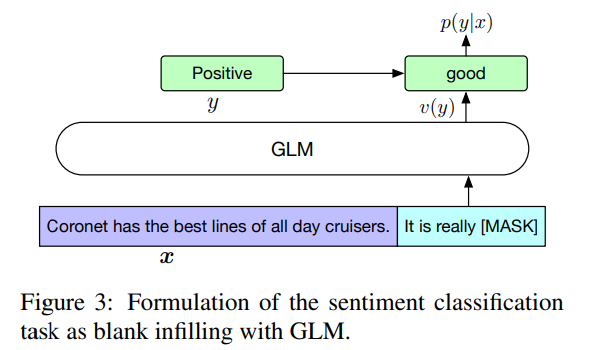 p(y|x)
Positive
good
y
v(y)
GLM
Coronet has the best lines of all day cruisers.
It is really [MASK]
x
Figure 3: Formulation of the sentiment classification
task as blank infilling with GLM.